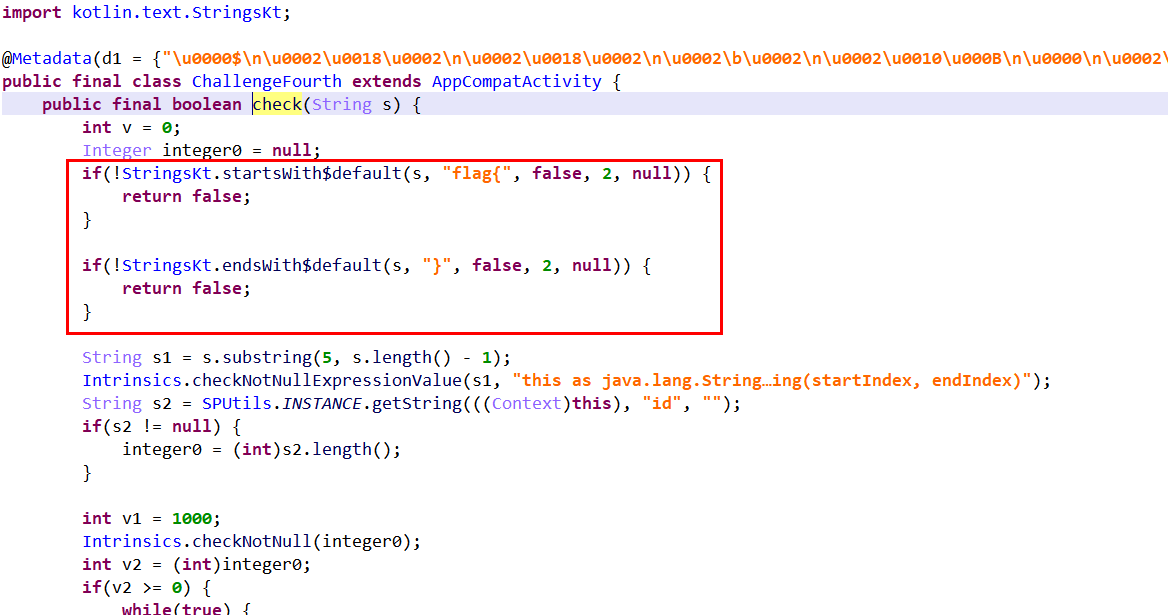 import kotlin.text.StringsKt;
@Metadata(d1 = {"\u0000$\n\u0002\u0018\u0002\n\u0002\u0018\u0002\n\u0002\b\u0002\n\u0002\u0010\u000B\n\u0000\n\u0002\
public final class ChallengeFourth extends AppCompatActivity {
public final boolean check(String s) {
int v = 0;
Integer integer0 = null;
if(!StringsKt.startsWith$default(s, "flag{", false, 2, null)) {
return false;
}
if(!StringsKt.endsWith$default(s, "}", false, 2, null)) {
return false;
}
String s1 = s.substring(5, s.length() - 1);
Intrinsics.checkNotNullExpressionValue(s1, "this as java.lang.String…ing(startIndex, endIndex)");
String s2 = SPUtils.INSTANCE.getString(((Context)this), "id", "");
if(s2 != null) {
integer0 = (int)s2.length();
}
int v1 = 1000;
Intrinsics.checkNotNull(integer0);
int v2 = (int)integer0;
if(v2 >= 0) {
while(true) {